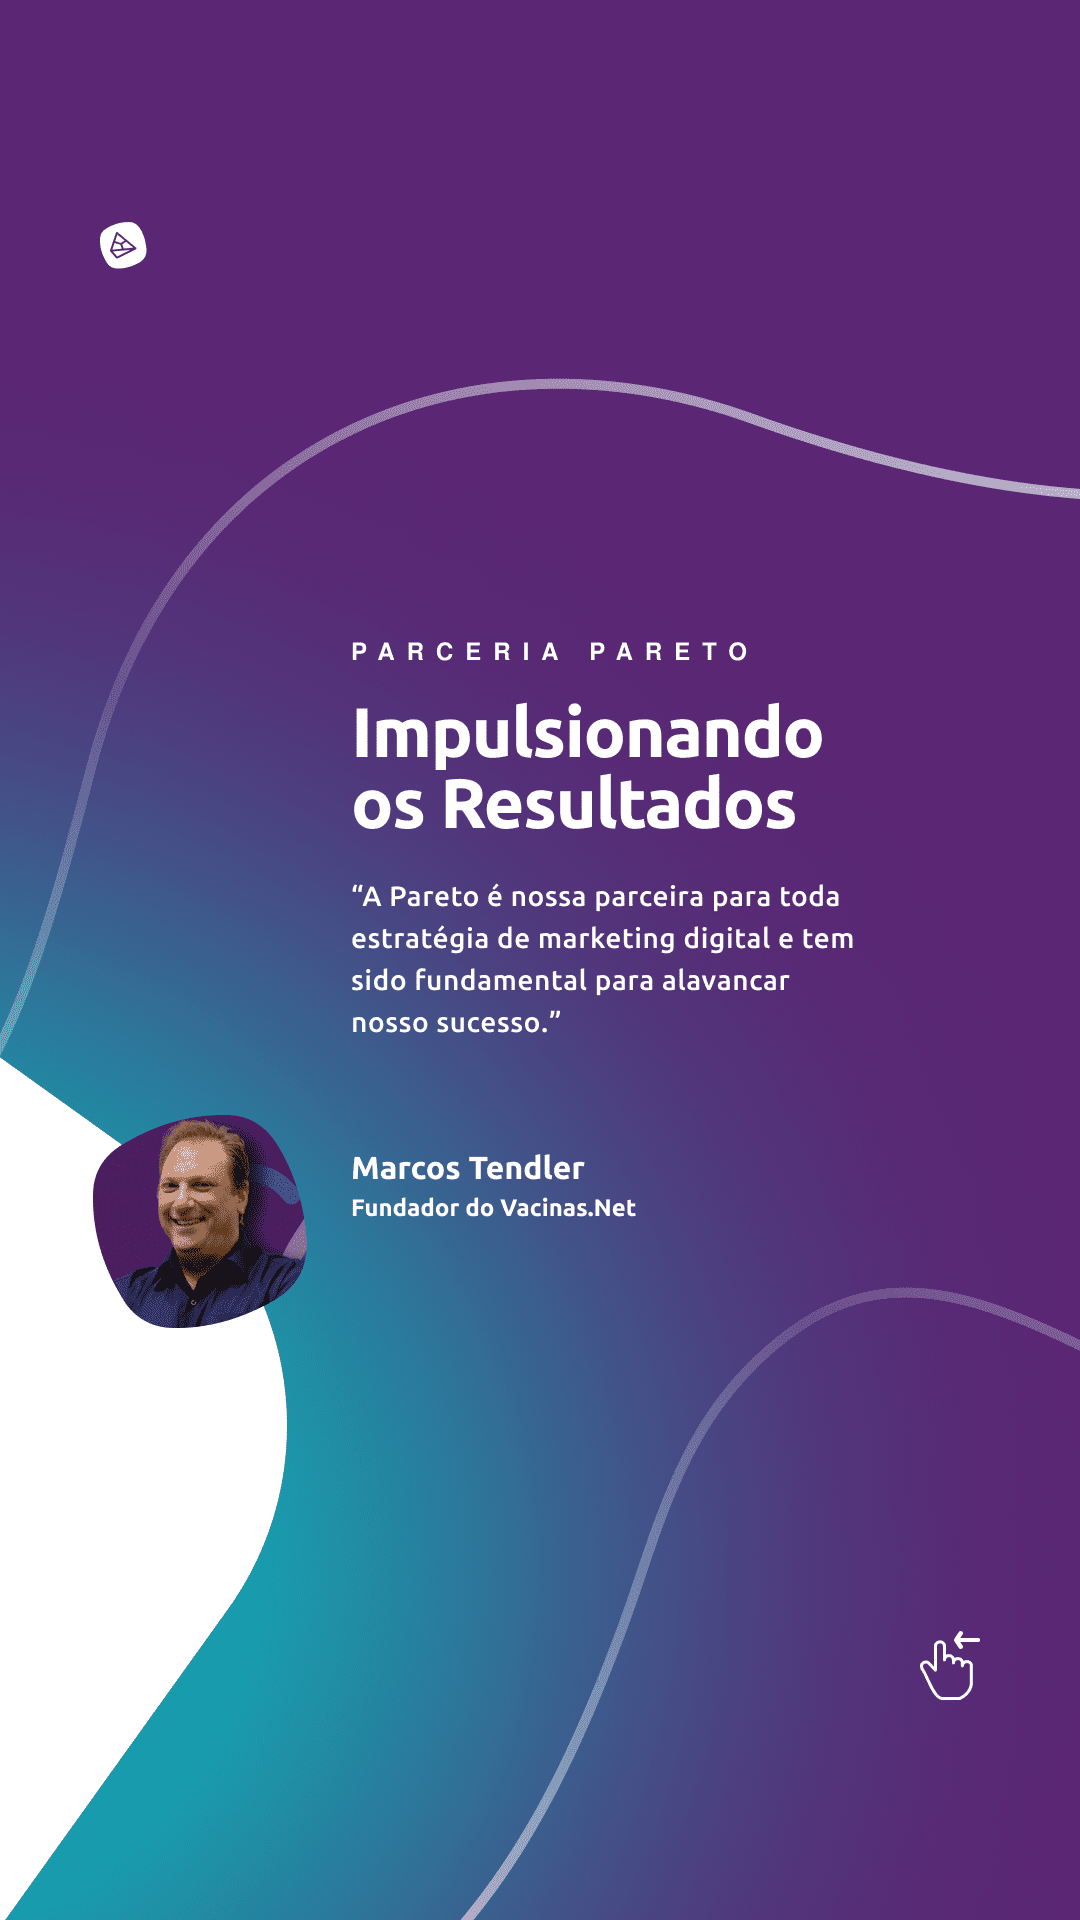 PARCERIA PARETO
Impulsionando
os Resultados
“A Pareto é nossa parceira para toda
estratégia de marketing digital e tem
sido fundamental para alavancar
nosso sucesso.”
Marcos Tendler
Fundador do Vacinas.Net